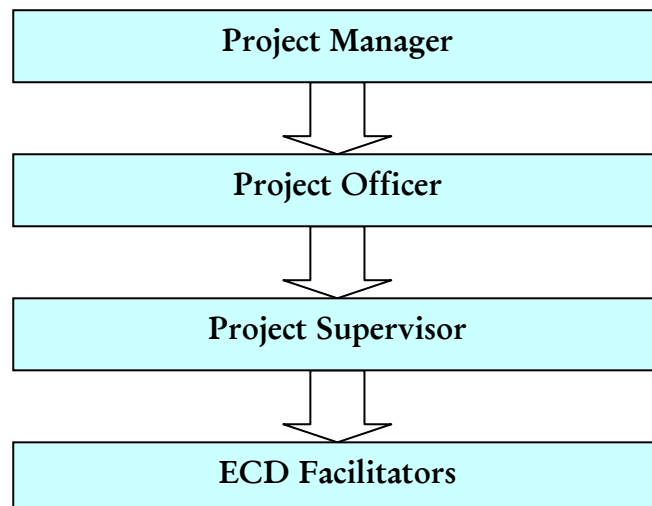 Project Manager
Project Officer
Project Supervisor
ECD Facilitators